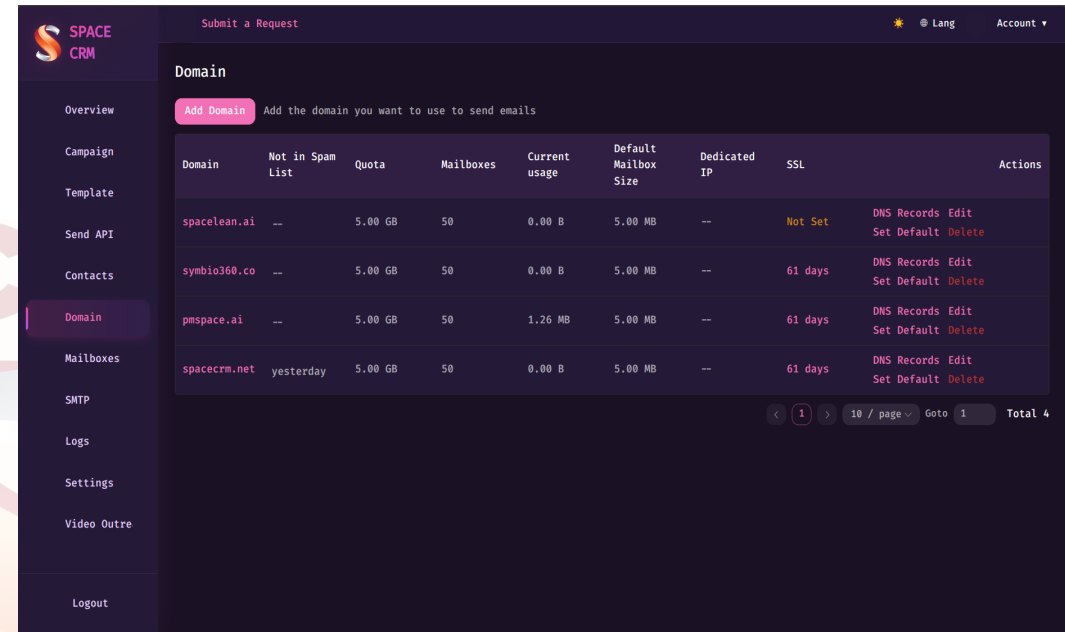 SPACE
CRM
Submit a Request
Lang
Account ▾
Overview
Campaign
Template
Send API
Contacts
Domain
Mailboxes
SMTP
Logs
Settings
Video Outre
Logout
Domain
Add Domain Add the domain you want to use to send emails
Domain Not in Spam List Quota Mailboxes Current usage Default Mailbox Size Dedicated IP SSL Actions
spacelean.ai -- 5.00 GB 50 0.00 B 5.00 MB -- Not Set DNS Records Edit
Set Default Delete
symbio360.co -- 5.00 GB 50 0.00 B 5.00 MB -- 61 days DNS Records Edit
Set Default Delete
pmspace.ai -- 5.00 GB 50 1.26 MB 5.00 MB -- 61 days DNS Records Edit
Set Default Delete
spacecrm.net yesterday 5.00 GB 50 0.00 B 5.00 MB -- 61 days DNS Records Edit
Set Default Delete
< 1 > 10 / page Goto 1 Total 4